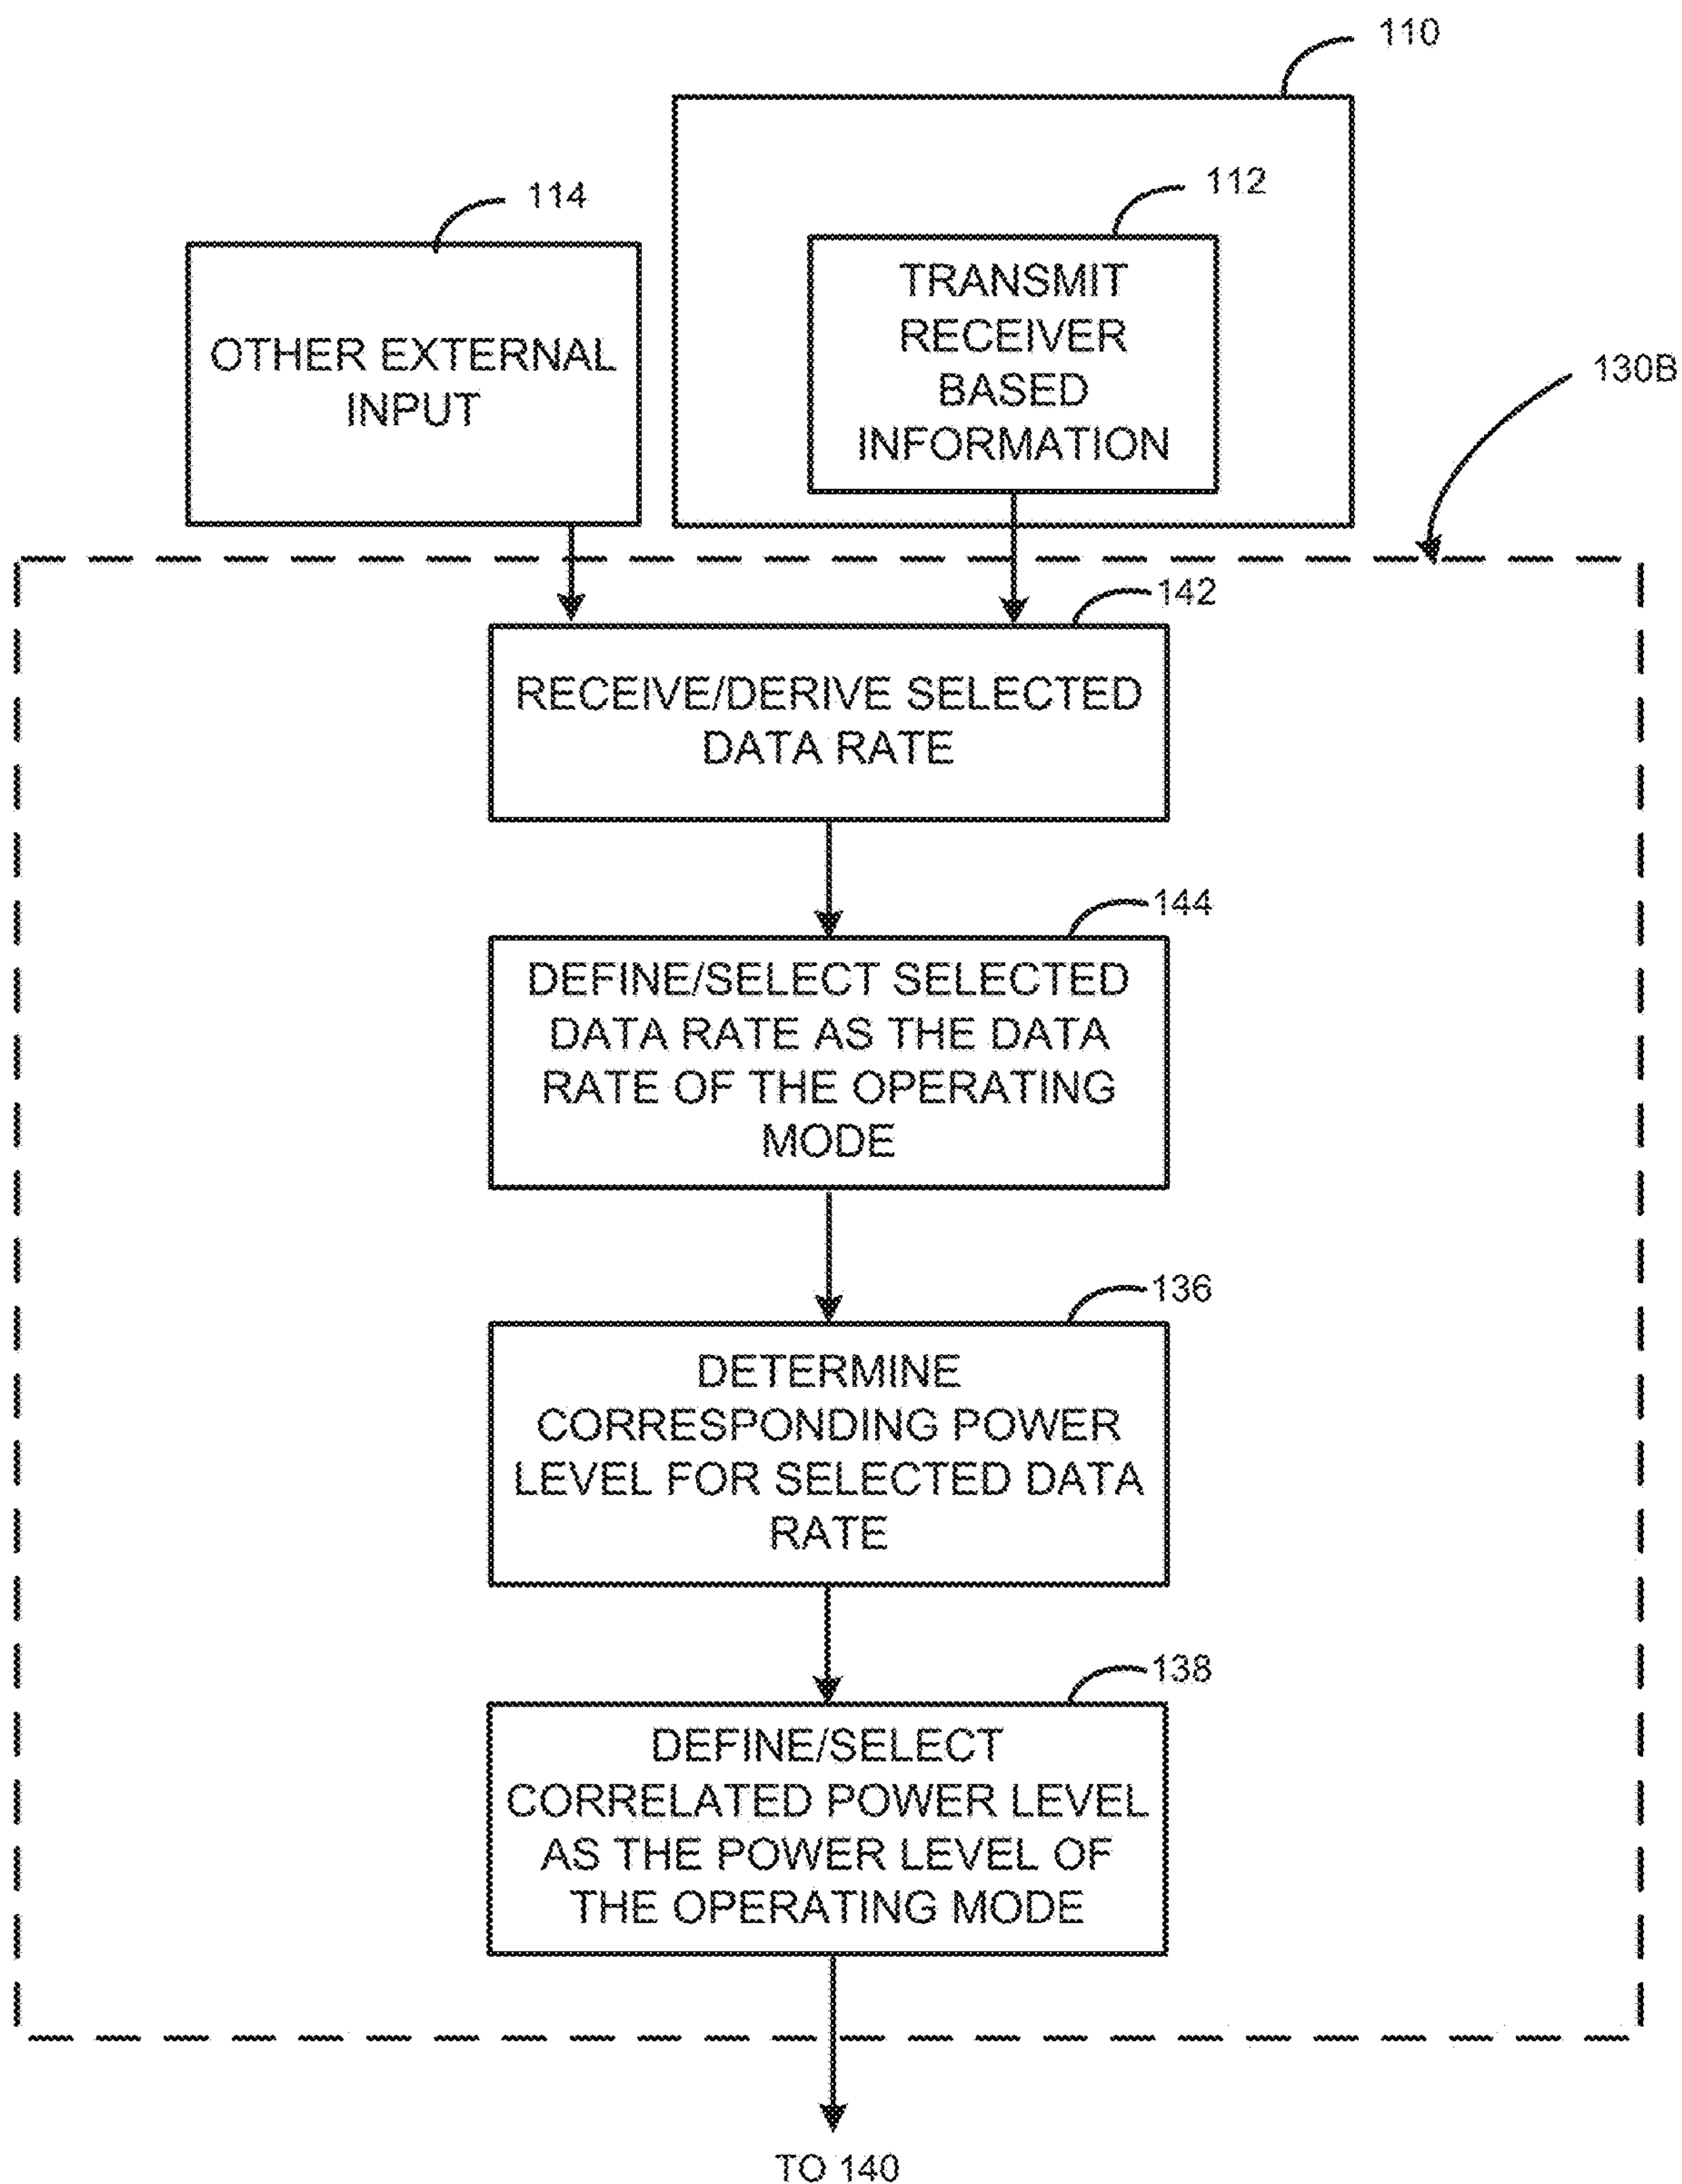 110
112
114
TRANSMIT
RECEIVER
BASED
INFORMATION
OTHER EXTERNAL
INPUT
130B
142
RECEIVE/DERIVE SELECTED
DATA RATE
144
DEFINE/SELECT SELECTED
DATA RATE AS THE DATA
RATE OF THE OPERATING
MODE
136
DETERMINE
CORRESPONDING POWER
LEVEL FOR SELECTED DATA
RATE
138
DEFINE/SELECT
CORRELATED POWER LEVEL
AS THE POWER LEVEL OF
THE OPERATING MODE
TO 140